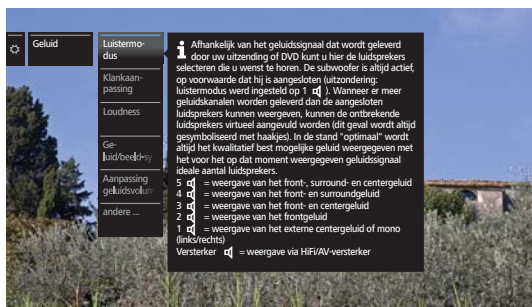 Geluid
Luistermo-
dus
Klankaan-
passing
Loudness
Ge-
luid/beeld-sy
Aanpassing
geluidsvolum
andere ...
Afhankelijk van het geluidssignaal dat wordt geleverd
door uw uitzending of DVD kunt u hier de luidsprekers
selecteren die u wenst te horen. De subwoofer is altijd actief,
op voorwaarde dat hij is aangesloten (uitzondering:
luistermodus werd ingesteld op 1 ). Wanneer er meer
geluidskanalen worden geleverd dan de aangesloten
luidsprekers kunnen weergeven, kunnen de ontbrekende
luidsprekers virtueel aangevuld worden (dit geval wordt altijd
gesymboliseerd met haakjes). In de stand "optimaal" wordt
altijd het kwalitatief best mogelijke geluid weergegeven met
het voor het op dat moment weergegeven geluidssignaal
ideale aantal luidsprekers.
5 = weergave van het front-, surround- en centergeluid
4 = weergave van het front- en surroundgeluid
3 = weergave van het front- en centergeluid
2 = weergave van het frontgeluid
1 = weergave van het externe centergeluid of mono
(links/rechts)
Versterker = weergave via HiFi/AV-versterker